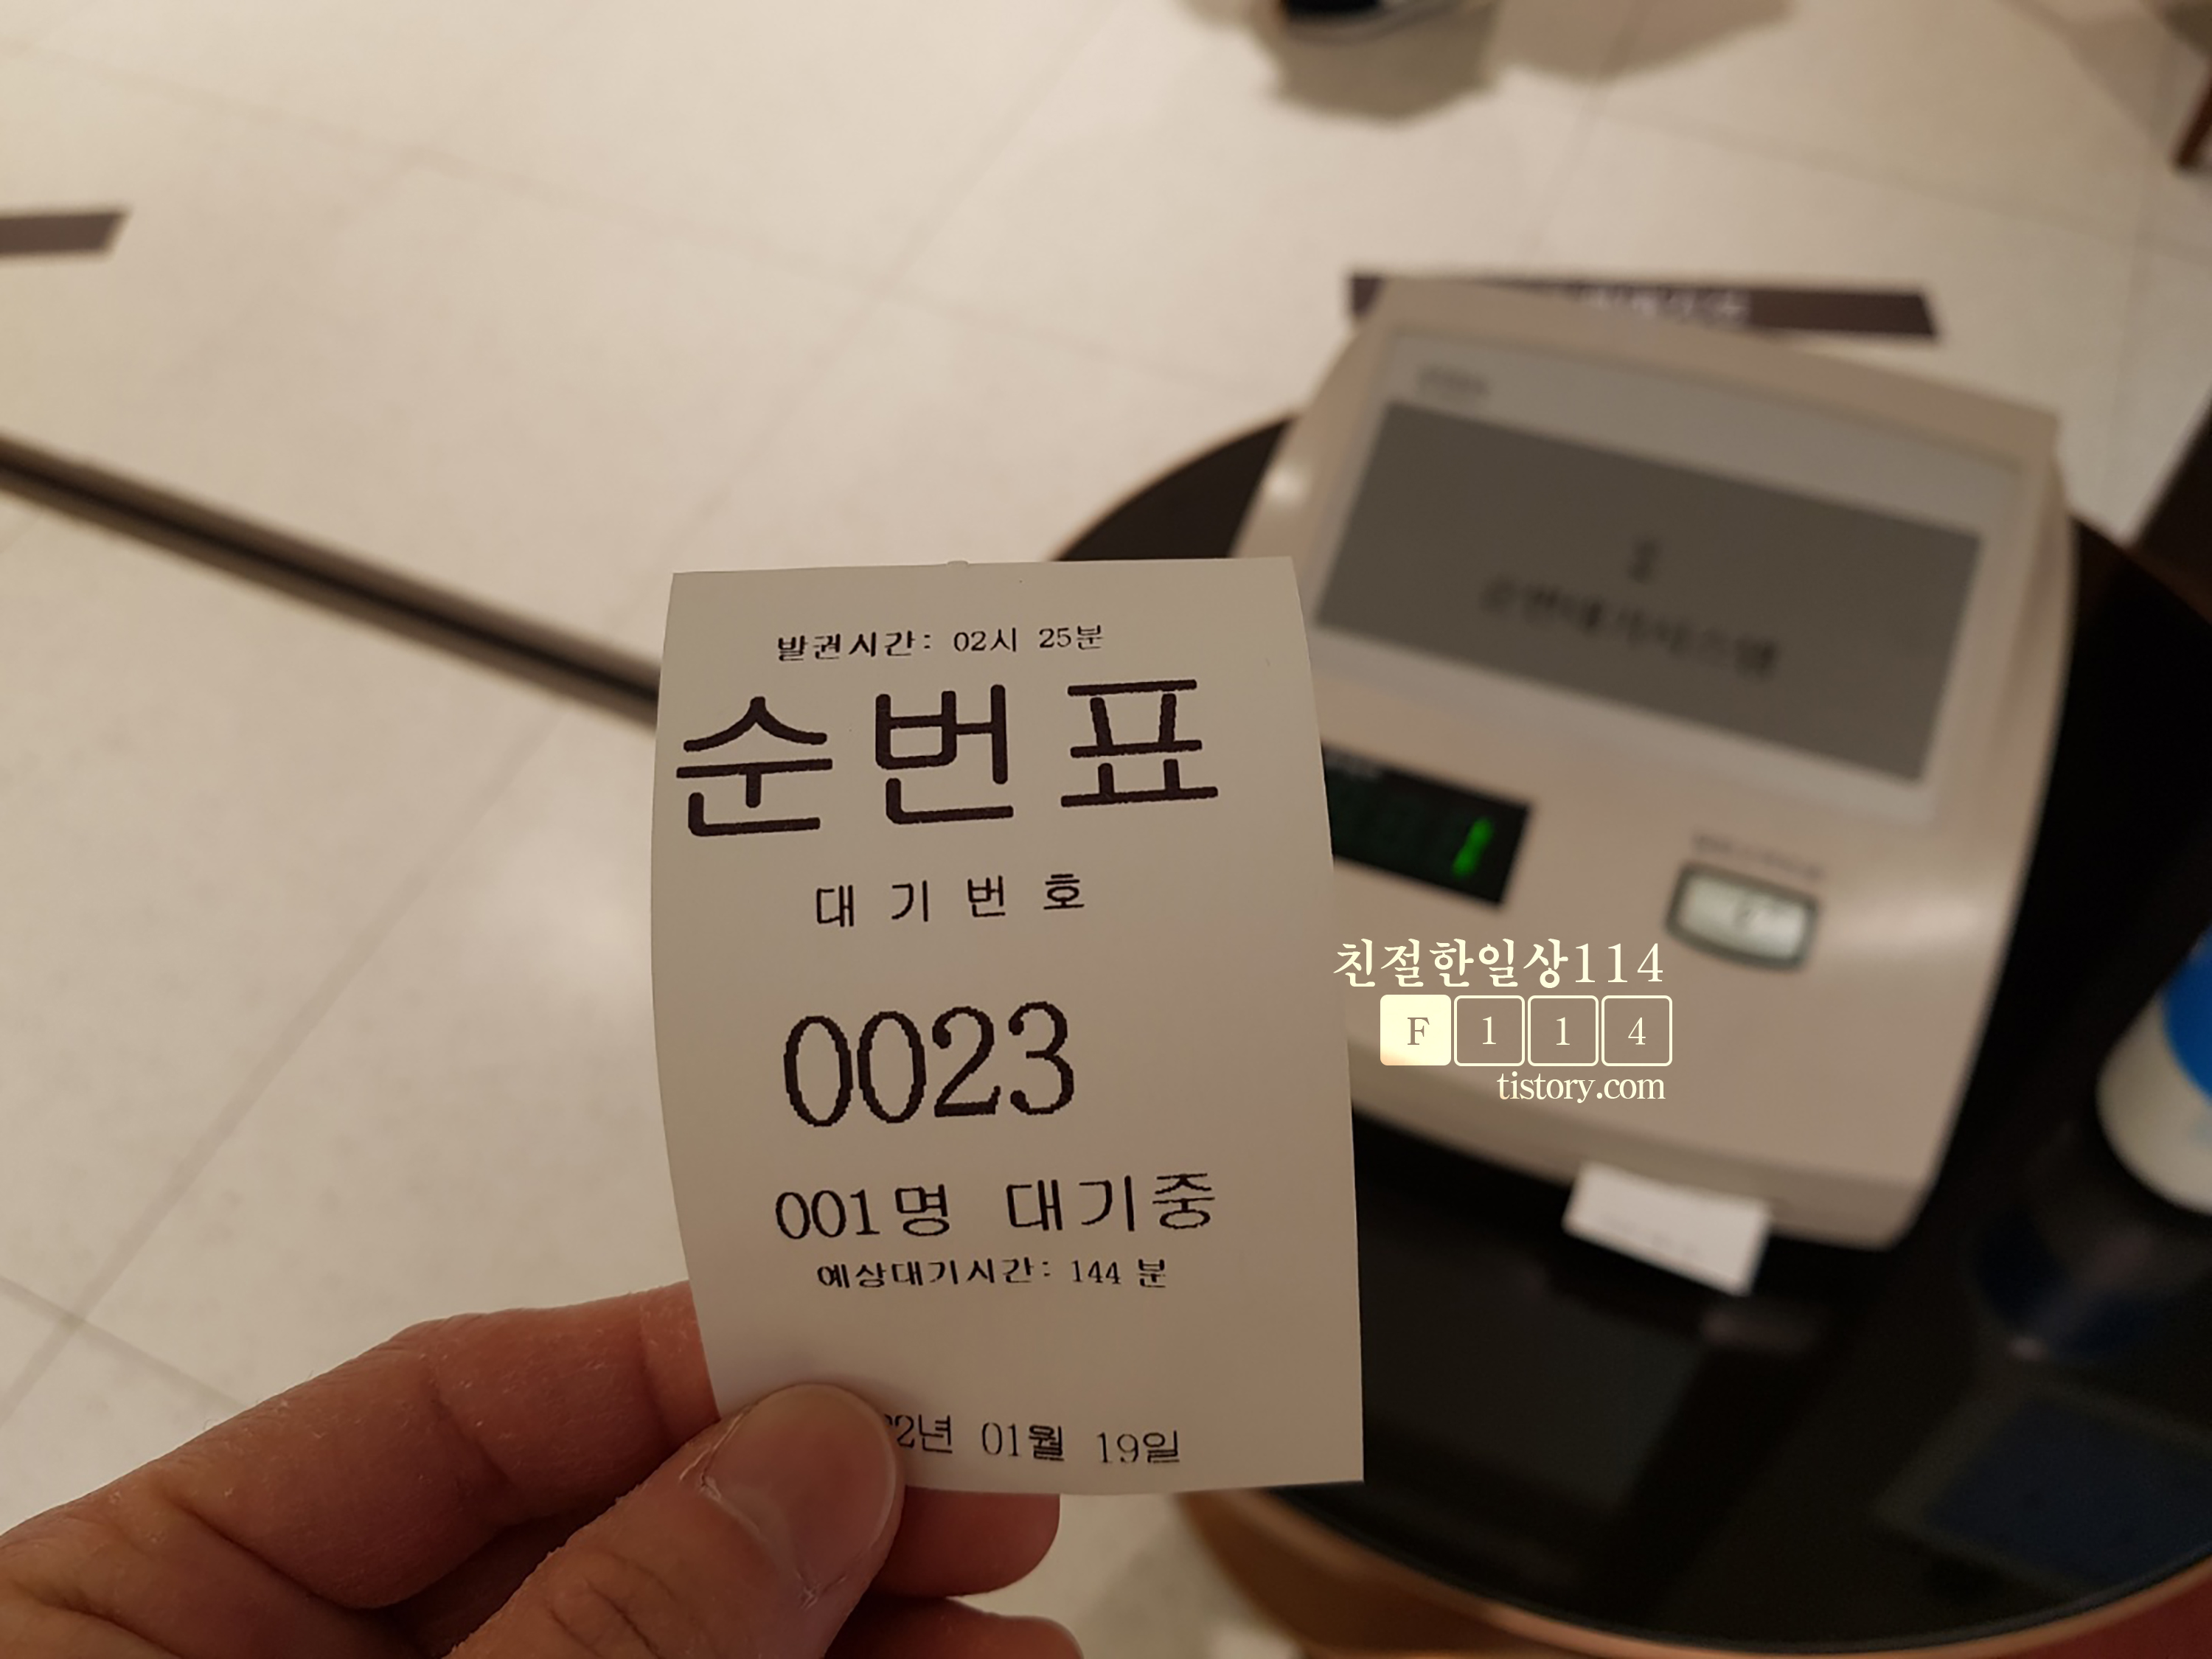 발권시간: 02시 25분
순번표
대기번호
0023
001명 대기중
예상대기시간: 144 분
2년 01월 19일
친절한일상114
F 1 1 4
tistory.com
1